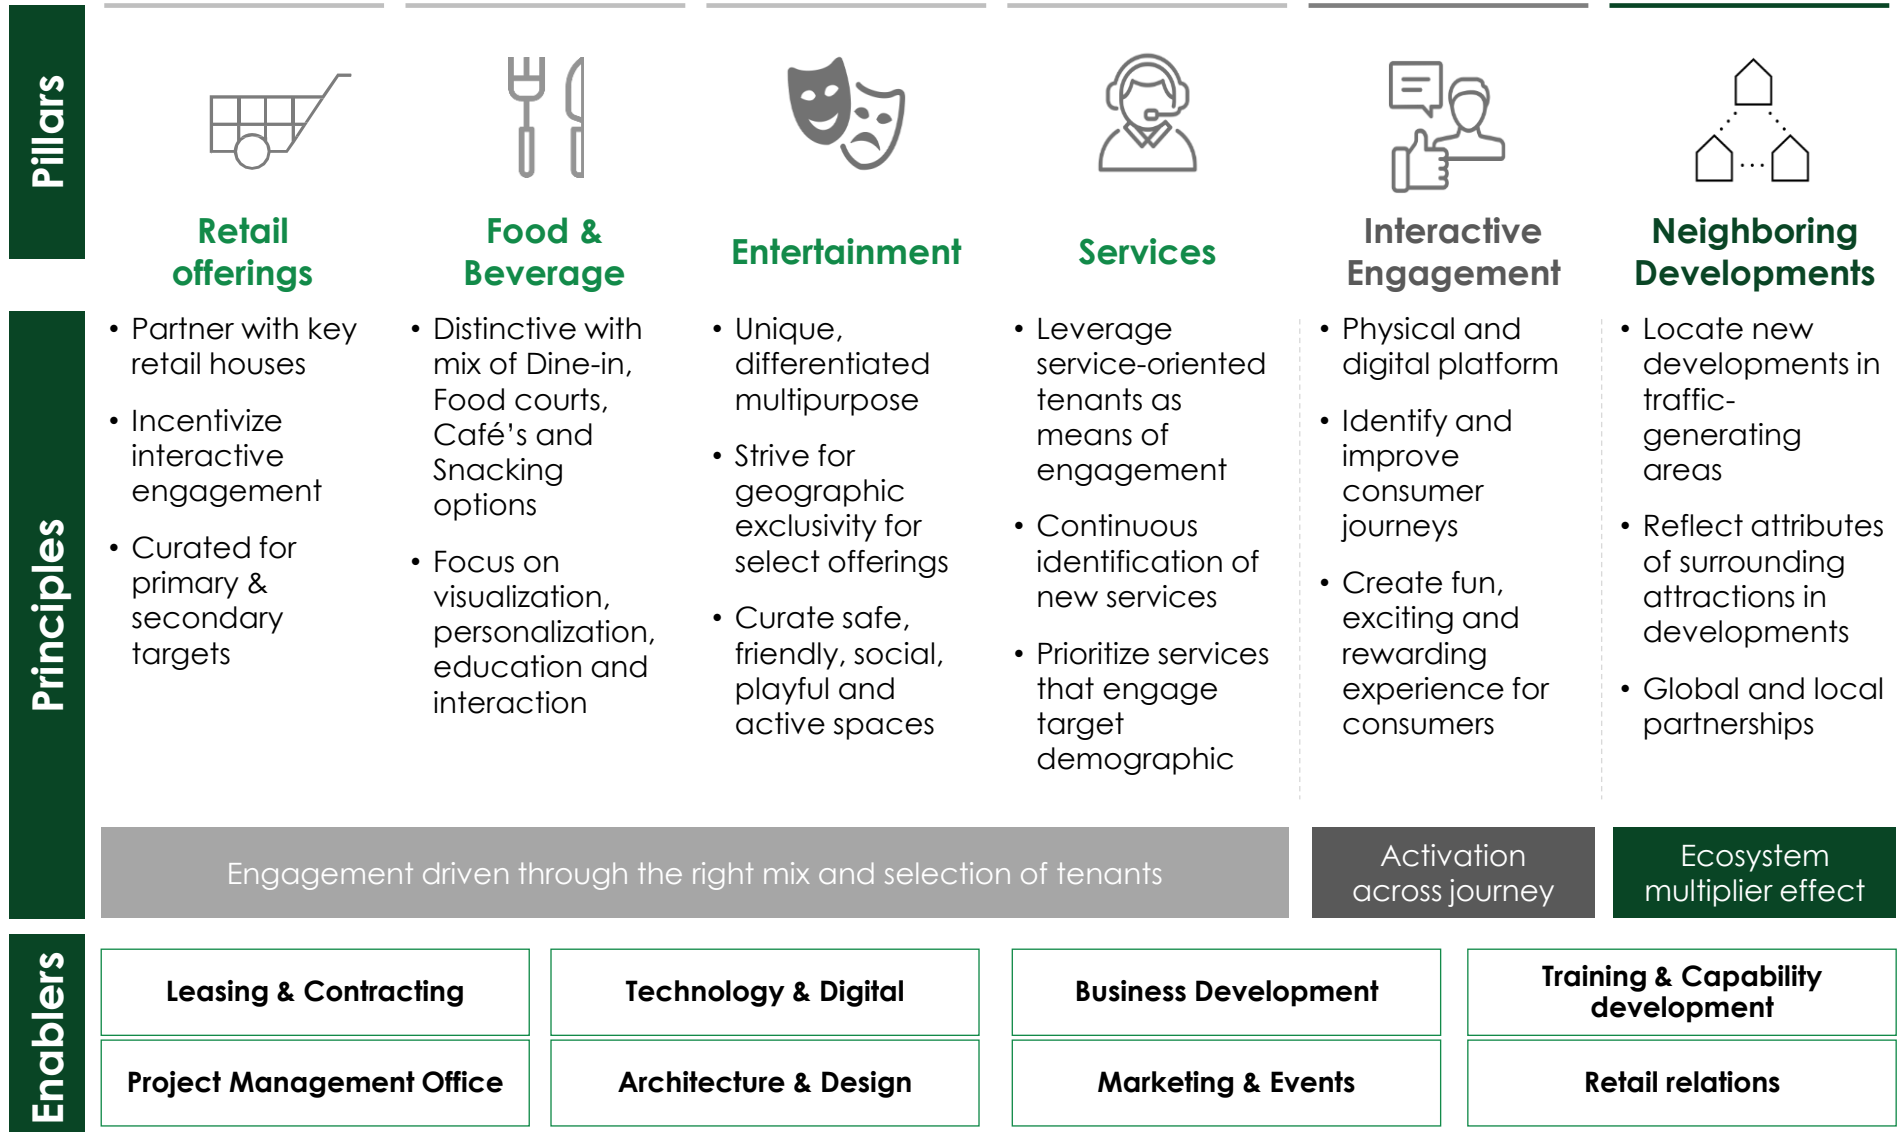 Pillars
Retail
offerings
Food &
Beverage
Entertainment
Services
Interactive
Engagement
Neighboring
Developments
Principles
• Partner with key
retail houses
• Incentivize
interactive
engagement
• Curated for
primary &
secondary
targets
• Distinctive with
mix of Dine-in,
Food courts,
Café's and
Snacking
options
• Focus on
visualization,
personalization,
education and
interaction
• Unique,
differentiated
multipurpose
• Strive for
geographic
exclusivity for
select offerings
• Curate safe,
friendly, social,
playful and
active spaces
• Leverage
service-oriented
tenants as
means of
engagement
• Continuous
identification of
new services
• Prioritize services
that engage
target
demographic
• Physical and
digital platform
• Identify and
improve
consumer
journeys
• Create fun,
exciting and
rewarding
experience for
consumers
• Locate new
developments in
traffic-
generating
areas
• Reflect attributes
of surrounding
attractions in
developments
• Global and local
partnerships
Engagement driven through the right mix and selection of tenants
Activation
across journey
Ecosystem
multiplier effect
Enablers
Leasing & Contracting
Technology & Digital
Business Development
Training & Capability
development
Project Management Office
Architecture & Design
Marketing & Events
Retail relations